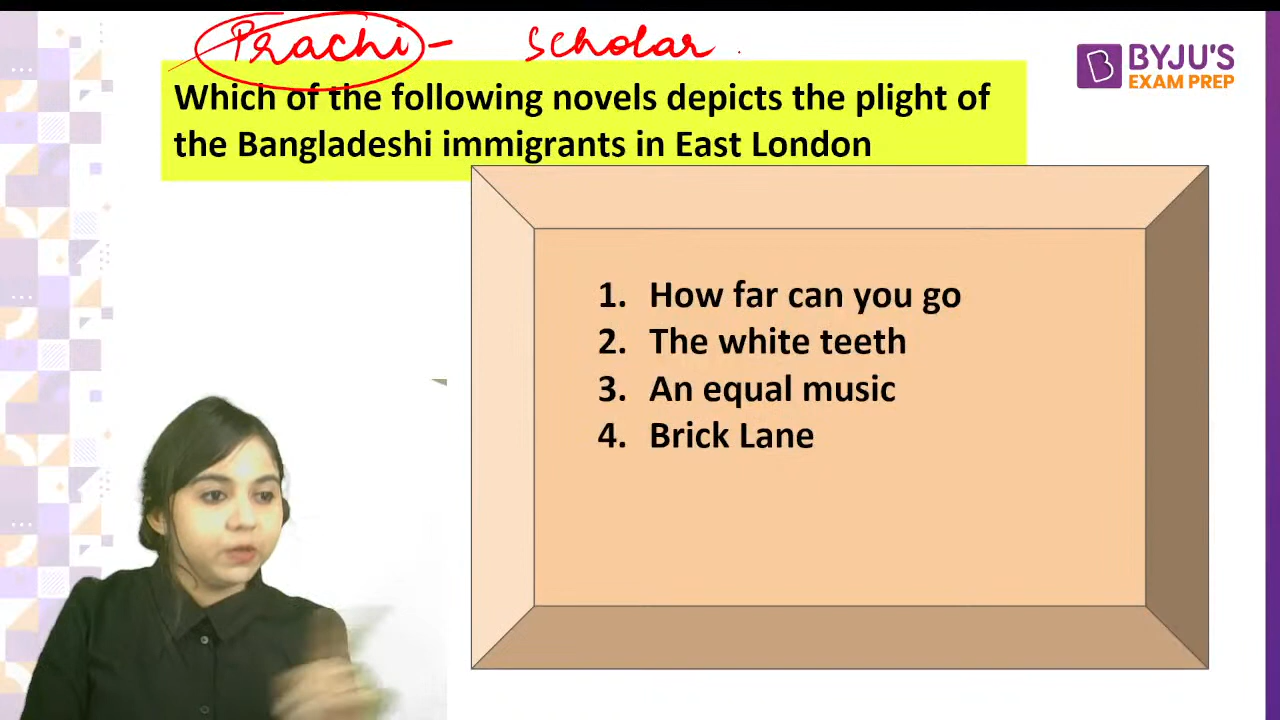 Prachi - Scholar
BYJU'S
EXAM PREP
Which of the following novels depicts the plight of
the Bangladeshi immigrants in East London
1. How far can you go
2. The white teeth
3. An equal music
4. Brick Lane